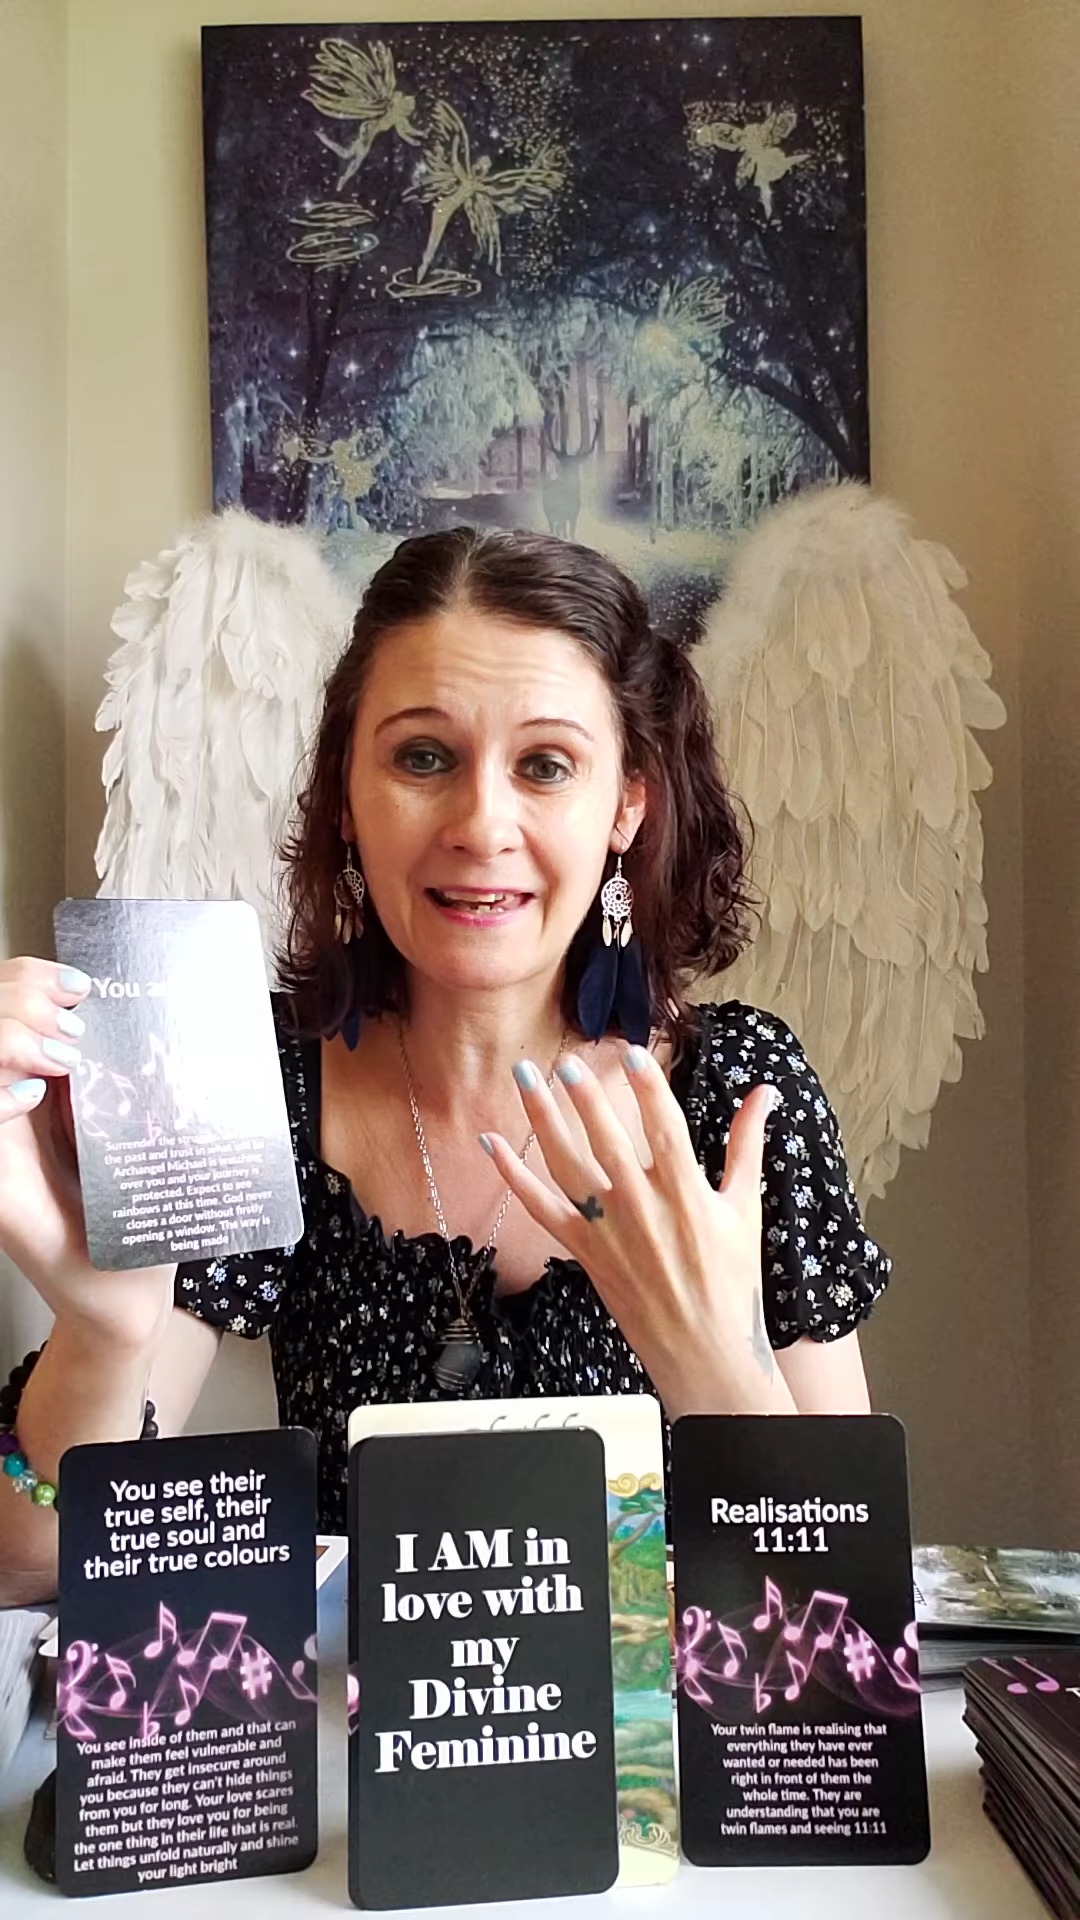 You
Surrender the
the past and trust in what will be
Archangel Michael is watching
over you and your journey is
protected. Expect to see
rainbows at this time. God never
closes a door without firstly
opening a window. The way is
being made
You see their
true self, their
true soul and
their true colours
You see inside of them and that can
make them feel vulnerable and
afraid. They get insecure around
you because they can't hide things
from you for long. Your love scares
them but they love you for being
the one thing in their life that is real.
Let things unfold naturally and shine
your light bright
I AM in
love with
my
Divine
Feminine
Realisations
11:11
Your twin flame is realising that
everything they have ever
wanted or needed has been
right in front of them the
whole time. They are
understanding that you are
twin flames and seeing 11:11